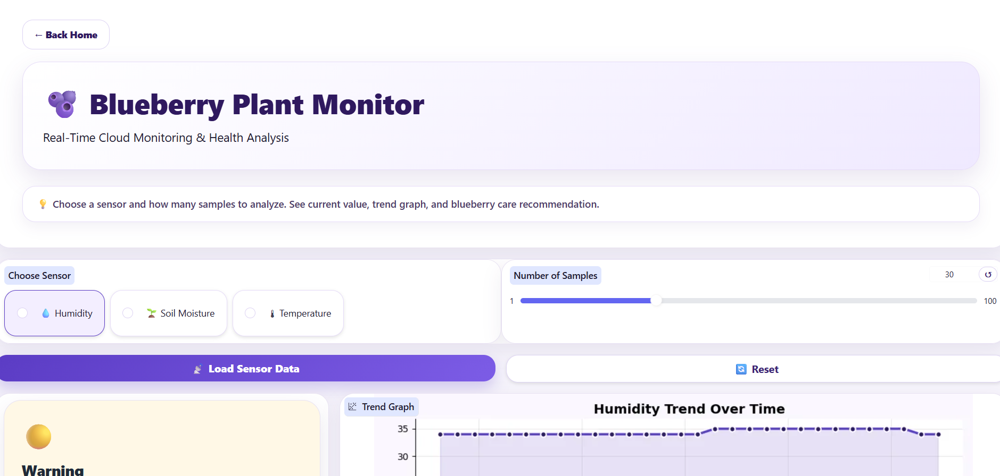 ← Back Home
Blueberry Plant Monitor
Real-Time Cloud Monitoring & Health Analysis
Choose a sensor and how many samples to analyze. See current value, trend graph, and blueberry care recommendation.
Choose Sensor
Humidity
Soil Moisture
Temperature
Number of Samples
30
↺
1
100
Load Sensor Data
Reset
Warning
Trend Graph
Humidity Trend Over Time
35
30